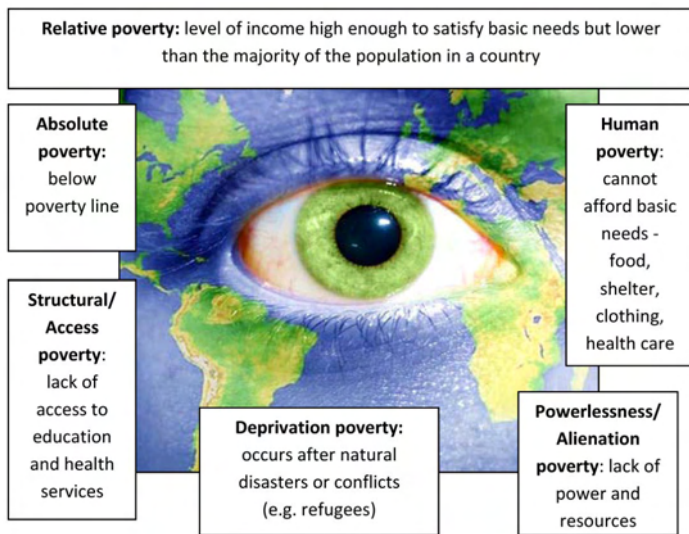 Relative poverty: level of income high enough to satisfy basic needs but lower
than the majority of the population in a country
Absolute
poverty:
below
poverty line
Human
poverty:
cannot
afford basic
needs -
food,
shelter,
clothing,
health care
Structural/
Access
poverty:
lack of
access to
education
and health
services
Deprivation poverty:
occurs after natural
disasters or conflicts
(e.g. refugees)
Powerlessness/
Alienation
poverty: lack of
power and
resources